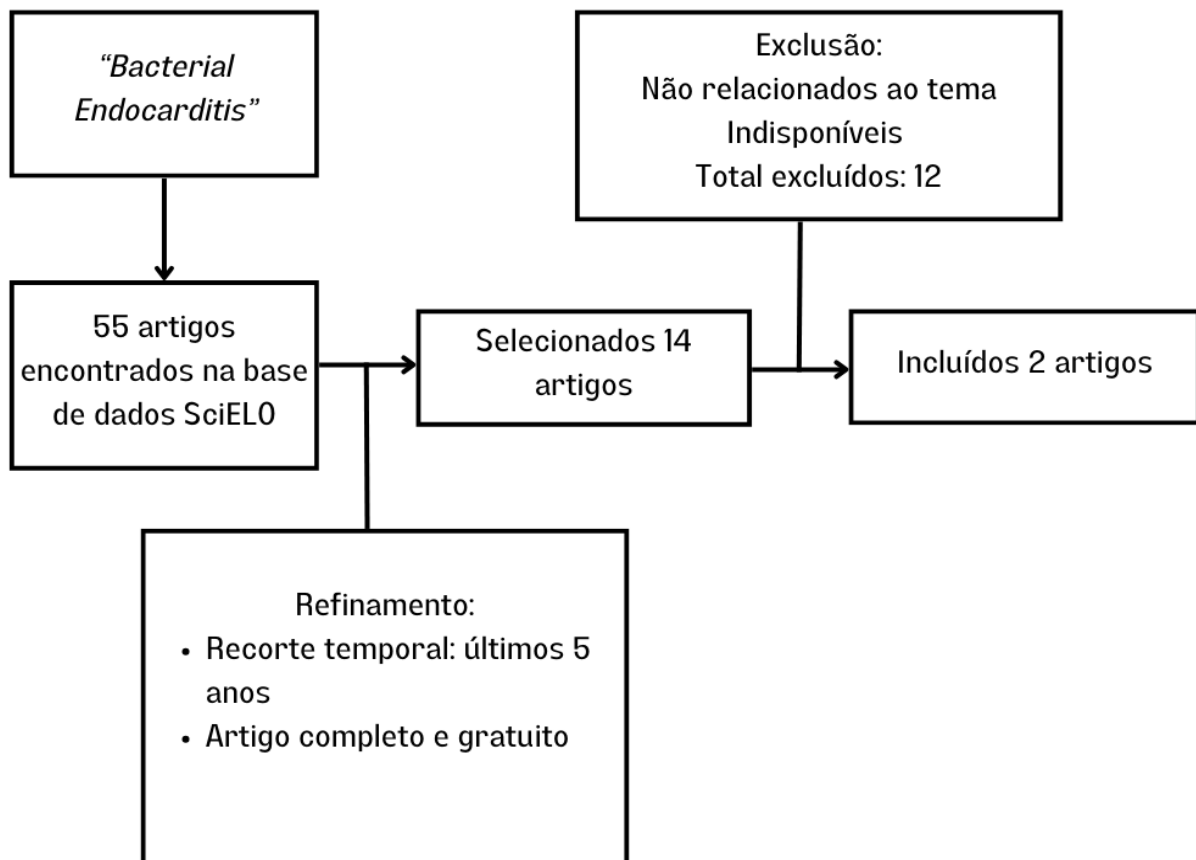 “Bacterial
Endocarditis”
Exclusão:
Não relacionados ao tema
Indisponíveis
Total excluídos: 12
55 artigos
encontrados na base
de dados SciELO
Selecionados 14
artigos
Incluídos 2 artigos
Refinamento:
• Recorte temporal: últimos 5
anos
• Artigo completo e gratuito